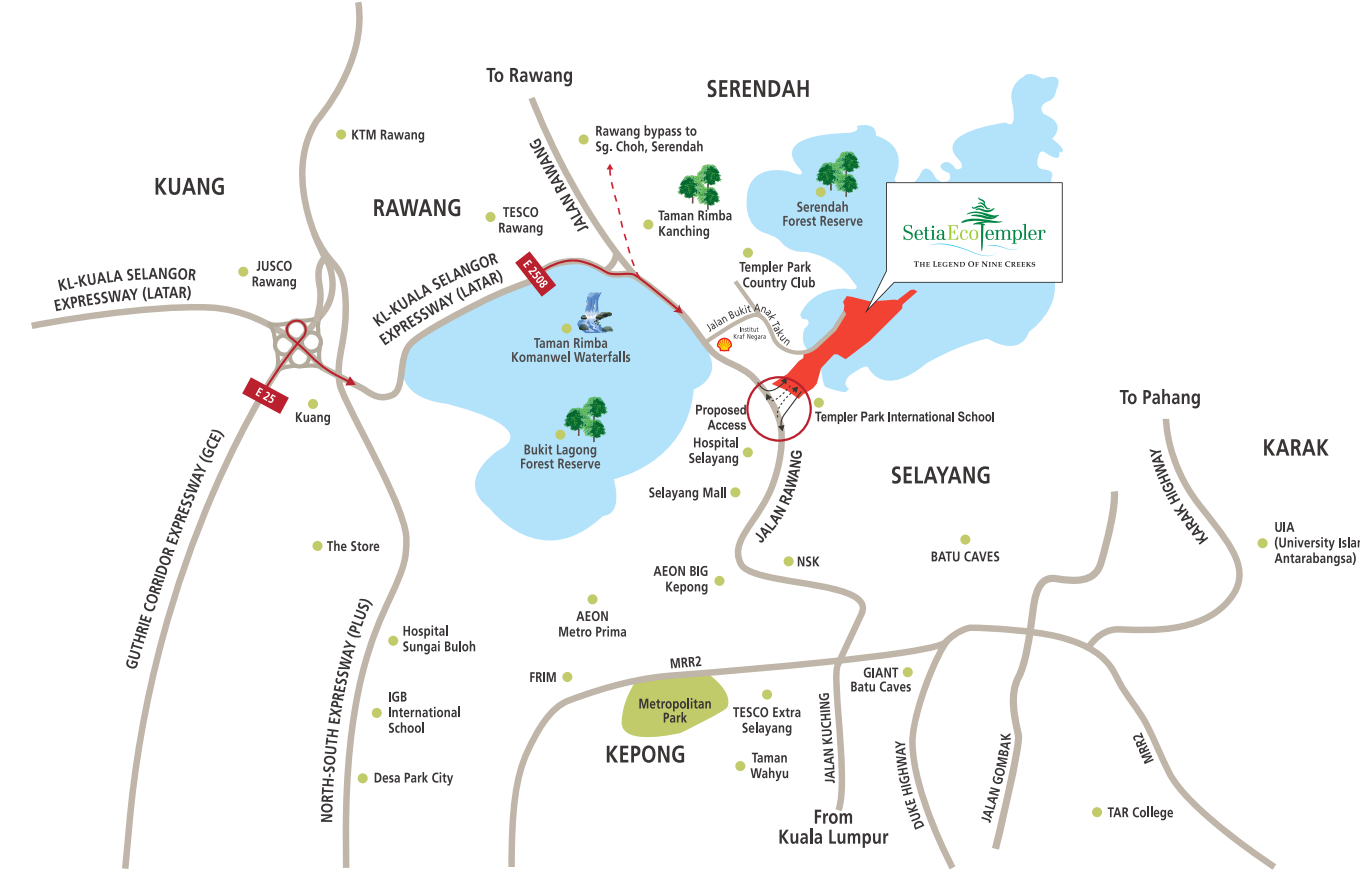 To Rawang
SERENDAH
KTM Rawang
Rawang bypass to
Sg. Choh, Serendah
KUANG
RAWANG
JALAN RAWANG
TESCO
Rawang
Taman Rimba
Kanching
Serendah
Forest Reserve
SetiaEcoTempler
THE LEGEND OF NINE CREEKS
KL-KUALA SELANGOR
EXPRESSWAY (LATAR)
JUSCO
Rawang
KL-KUALA SELANGOR
EXPRESSWAY (LATAR)
E 2508
Templer Park
Country Club
Jalan Bukit Anak Takun
Institut
Kraf Negara
Taman Rimba
Komanwel Waterfalls
E 25
Kuang
Proposed
Access
Templer Park International School
To Pahang
Bukit Lagong
Forest Reserve
Hospital
Selayang
KARAK
SELAYANG
Selayang Mall
JALAN RAWANG
KARAK HIGHWAY
GUTHRIE CORRIDOR EXPRESSWAY (GCE)
The Store
NSK
BATU CAVES
UIA
(University Islar
Antarabangsa)
AEON BIG
Kepong
AEON
Metro Prima
NORTH-SOUTH EXPRESSWAY (PLUS)
Hospital
Sungai Buloh
MRR2
FRIM
GIANT
Batu Caves
IGB
International
School
Metropolitan
Park
TESCO Extra
Selayang
KEPONG
JALAN KUCHING
Taman
Wahyu
Desa Park City
DUKE HIGHWAY
JALAN GOMBAK
MRR2
From
Kuala Lumpur
TAR College